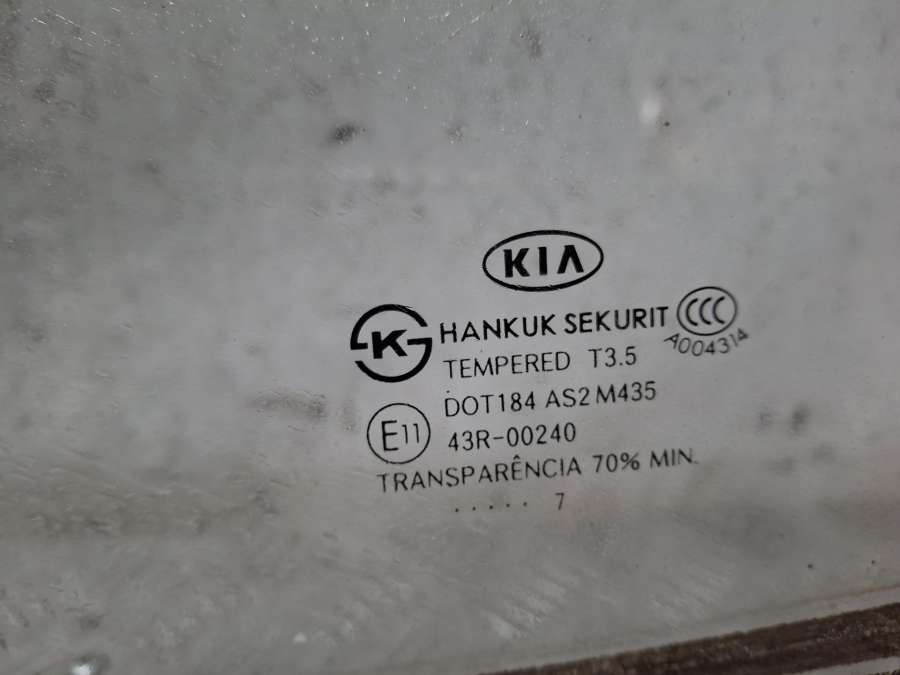 KIA
K HANKUK SEKURIT CCC
A004314
TEMPERED T3.5
DOT184 AS2 M435
E11 43R-00240
TRANSPARÊNCIA 70% MIN.
..... 7